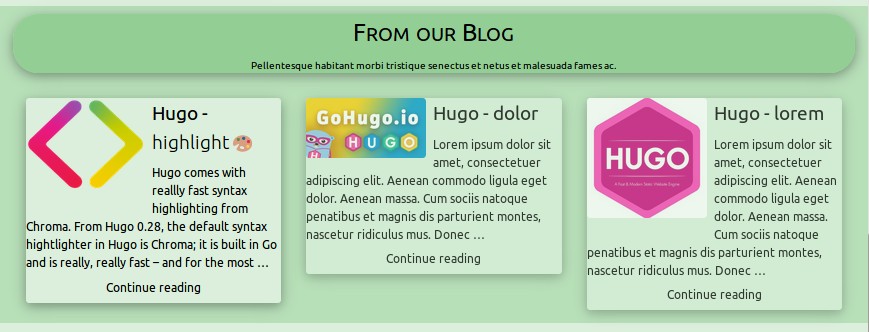 From our Blog
Pellentesque habitant morbi tristique senectus et netus et malesuada fames ac.
Hugo -
highlight 🎨
Hugo comes with
reallly fast syntax
highlighting from
Chroma. From Hugo 0.28, the default syntax
hightlighter in Hugo is Chroma; it is built in Go
and is really, really fast – and for the most …
Continue reading
GoHugo.io
HUGO
H
Hugo - dolor
Lorem ipsum dolor sit
amet, consectetuer
adipiscing elit. Aenean commodo ligula eget
dolor. Aenean massa. Cum sociis natoque
penatibus et magnis dis parturient montes,
nascetur ridiculus mus. Donec …
Continue reading
HUGO
Hugo - lorem
Lorem ipsum dolor sit
amet, consectetuer
adipiscing elit. Aenean
commodo ligula eget
dolor. Aenean massa.
Cum sociis natoque
penatibus et magnis dis parturient montes,
nascetur ridiculus mus. Donec …
Continue reading